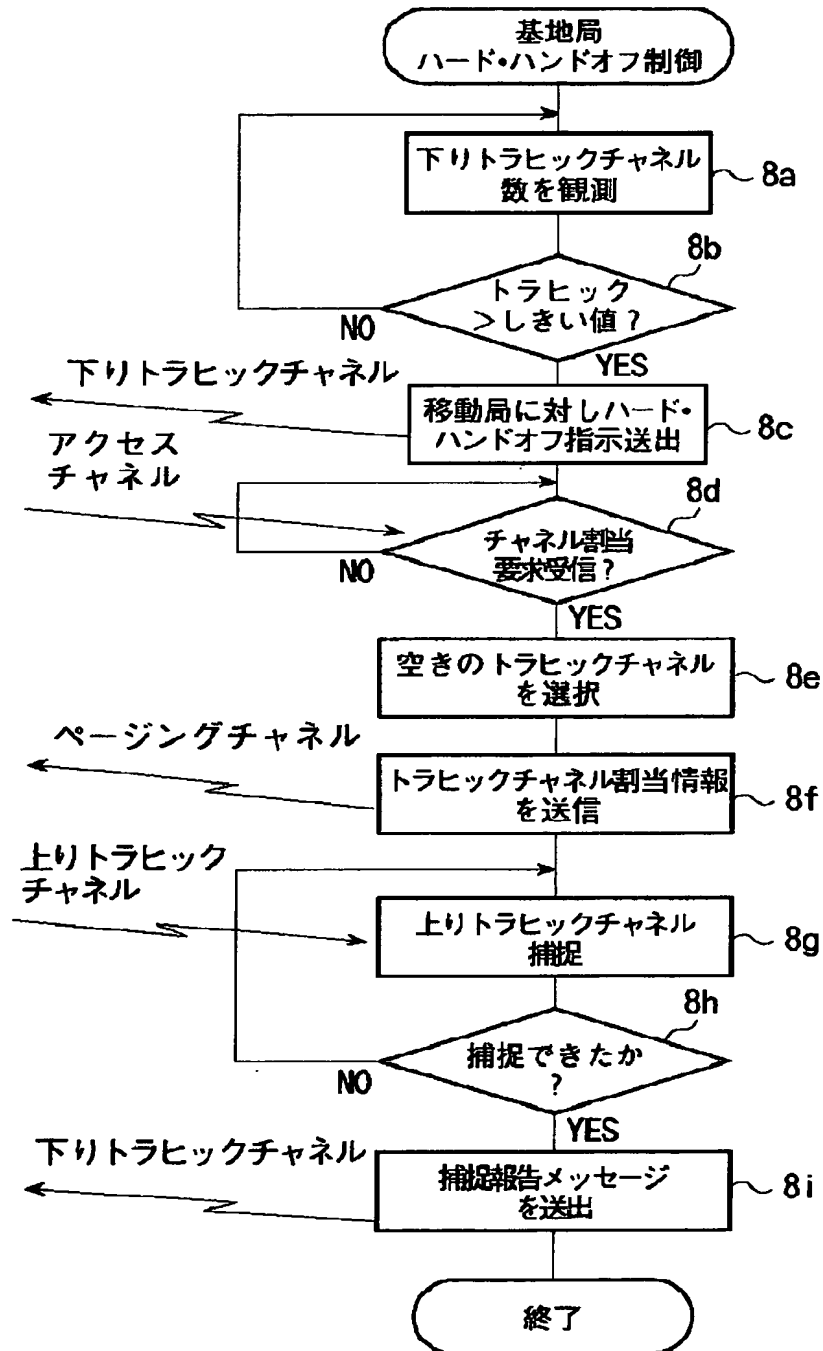 基地局
ハード・ハンドオフ制御
下りトラヒックチャネル
数を観測
8a
8b
トラヒック
>しきい値?
NO
YES
下りトラヒックチャネル
移動局に対しハード・
ハンドオフ指示送出
8c
アクセス
チャネル
8d
チャネル割当
要求受信?
NO
YES
空きのトラヒックチャネル
を選択
8e
ページングチャネル
トラヒックチャネル割当情報
を送信
8f
上りトラヒック
チャネル
上りトラヒックチャネル
捕捉
8g
8h
捕捉できたか
?
NO
YES
下りトラヒックチャネル
捕捉報告メッセージ
を送出
8i
終了